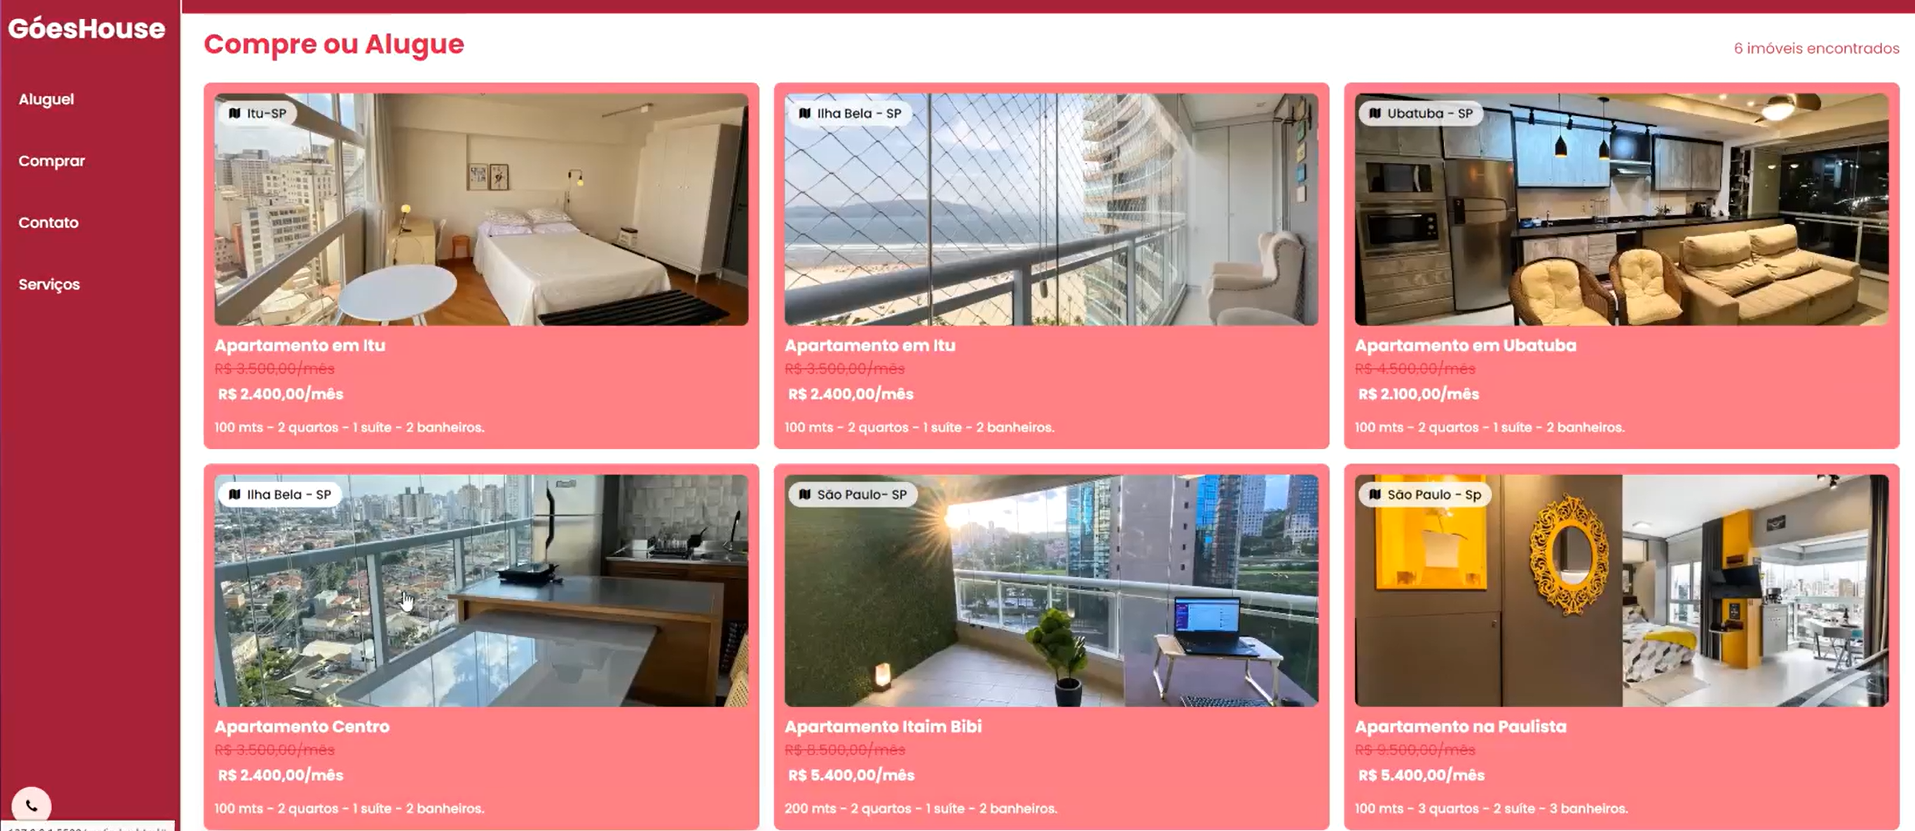 GóesHouse
Aluguel
Comprar
Contato
Serviços
Compre ou Alugue
6 imóveis encontrados
Itu-SP
Apartamento em Itu
R$ 3.500,00/mês
R$ 2.400,00/mês
100 mts - 2 quartos - 1 suíte - 2 banheiros.
Ilha Bela - SP
Apartamento em Itu
R$ 3.500,00/mês
R$ 2.400,00/mês
100 mts - 2 quartos - 1 suíte - 2 banheiros.
Ubatuba - SP
Apartamento em Ubatuba
R$ 4.500,00/mês
R$ 2.100,00/mês
100 mts - 2 quartos - 1 suíte - 2 banheiros.
Ilha Bela - SP
Apartamento Centro
R$ 3.500,00/mês
R$ 2.400,00/mês
100 mts - 2 quartos - 1 suíte - 2 banheiros.
São Paulo- SP
Apartamento Itaim Bibi
R$ 8.500,00/mês
R$ 5.400,00/mês
200 mts - 2 quartos - 1 suíte - 2 banheiros.
São Paulo - Sp
Apartamento na Paulista
R$ 9.500,00/mês
R$ 5.400,00/mês
100 mts - 3 quartos - 2 suíte - 3 banheiros.